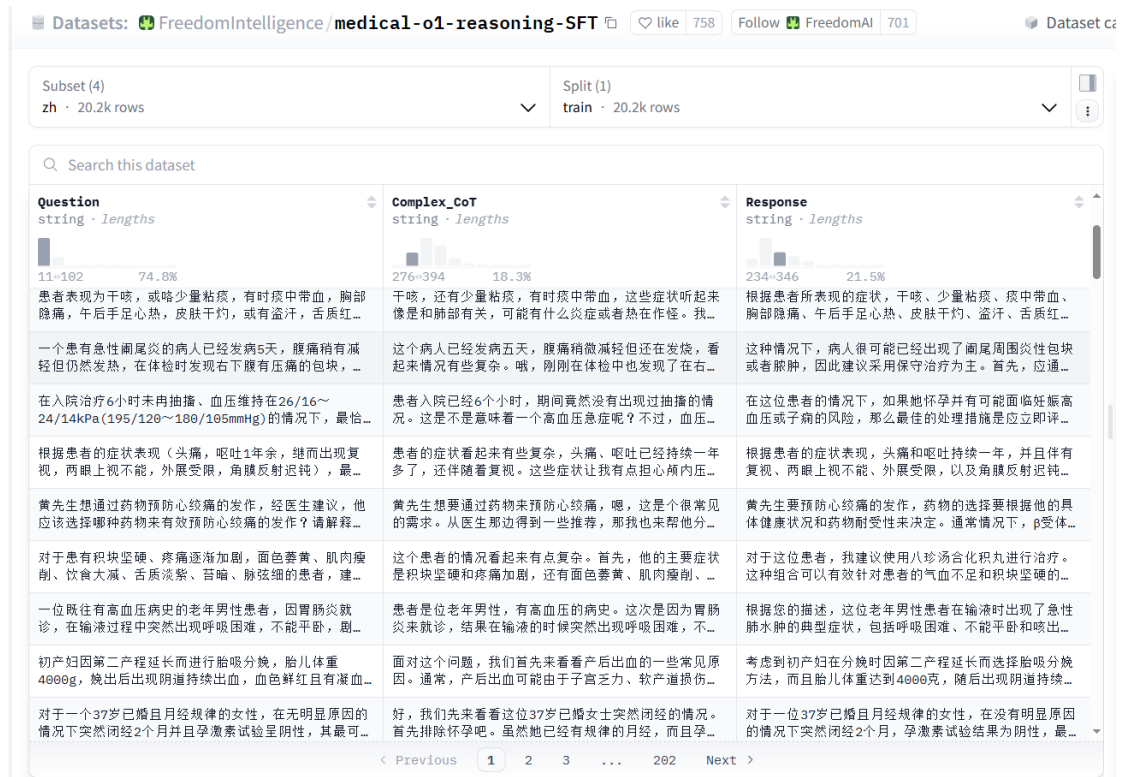 Datasets: FreedomIntelligence/medical-o1-reasoning-SFT like 758 Follow FreedomAI 701 Dataset ca
Subset (4) Split (1)
zh · 20.2k rows train · 20.2k rows
Search this dataset
Question Complex_CoT Response
string · lengths string · lengths string · lengths
11↔102 74.8% 276↔394 18.3% 234↔346 21.5%
患者表现为干咳，或咯少量粘痰，有时痰中带血，胸部
隐痛，午后手足心热，皮肤干灼，或有盗汗，舌质红…
干咳，还有少量粘痰，有时痰中带血，这些症状听起来
像是和肺部有关，可能有什么炎症或者热在作怪。我…
根据患者所表现的症状，干咳、少量粘痰、痰中带血、
胸部隐痛、午后手足心热、皮肤干灼、盗汗、舌质红…
一个患有急性阑尾炎的病人已经发病5天，腹痛稍有减
轻但仍然发热，在体检时发现右下腹有压痛的包块，…
这个病人已经发病五天，腹痛稍微减轻但还在发烧，看
起来情况有些复杂。哦，刚刚在体检中也发现了在右…
这种情况下，病人很可能已经出现了阑尾周围炎性包块
或者脓肿，因此建议采用保守治疗为主。首先，应通…
在入院治疗6小时未冉抽搐、血压维持在26/16～
24/14kPa(195/120～180/105mmHg)的情况下，最恰…
患者入院已经6个小时，期间竟然没有出现过抽搐的情
况。这是不是意味着一个高血压急症呢？不过，血压…
在这位患者的情况下，如果她怀孕并有可能面临妊娠高
血压或子痫的风险，那么最佳的处理措施是应立即评…
根据患者的症状表现（头痛，呕吐1年余，继而出现复
视，两眼上视不能，外展受限，角膜反射迟钝），最…
患者的症状看起来有些复杂，头痛、呕吐已经持续一年
多了，还伴随着复视。这些症状让我有点担心颅内压…
根据患者的症状表现，头痛和呕吐持续一年，并且伴有
复视、两眼上视不能、外展受限，以及角膜反射迟钝…
黄先生想通过药物预防心绞痛的发作，经医生建议，他
应该选择哪种药物来有效预防心绞痛的发作？请解释…
黄先生想要通过药物来预防心绞痛，嗯，这是个很常见
的需求。从医生那边得到一些推荐，那我也来帮他分…
黄先生要预防心绞痛的发作，药物的选择要根据他的具
体健康状况和药物耐受性来决定。通常情况下，β受体…
对于患有积块坚硬、疼痛逐渐加剧，面色萎黄、肌肉瘦
削、饮食大减、舌质淡紫、苔暗、脉弦细的患者，建…
这个患者的情况看起来有点复杂。首先，他的主要症状
是积块坚硬和疼痛加剧，还有面色萎黄、肌肉瘦削、…
对于这位患者，我建议使用八珍汤合化积丸进行治疗。
这种组合可以有效针对患者的气血不足和积块坚硬的…
一位既往有高血压病史的老年男性患者，因胃肠炎就
诊，在输液过程中突然出现呼吸困难，不能平卧，剧…
患者是位老年男性，有高血压的病史。这次是因为胃肠
炎来就诊，结果在输液的时候突然出现呼吸困难，不…
根据您的描述，这位老年男性患者在输液时出现了急性
肺水肿的典型症状，包括呼吸困难、不能平卧和咳出…
初产妇因第二产程延长而进行胎吸分娩，胎儿体重
4000g，娩出后出现阴道持续出血，血色鲜红且有凝血…
面对这个问题，我们首先来看看产后出血的一些常见原
因。通常，产后出血可能由于子宫乏力、软产道损伤…
考虑到初产妇在分娩时因第二产程延长而选择胎吸分娩
方法，而且胎儿体重达到4000克，随后出现阴道持续…
对于一个37岁已婚且月经规律的女性，在无明显原因的
情况下突然闭经2个月并且孕激素试验呈阴性，其最可…
好，我们先来看看这位37岁已婚女士突然闭经的情况。
首先排除怀孕吧。虽然她已经有规律的月经，而且孕…
对于一位37岁已婚且月经规律的女性，在没有明显原因
的情况下突然闭经2个月，孕激素试验结果为阴性，最…
Previous 1 2 3 ... 202 Next